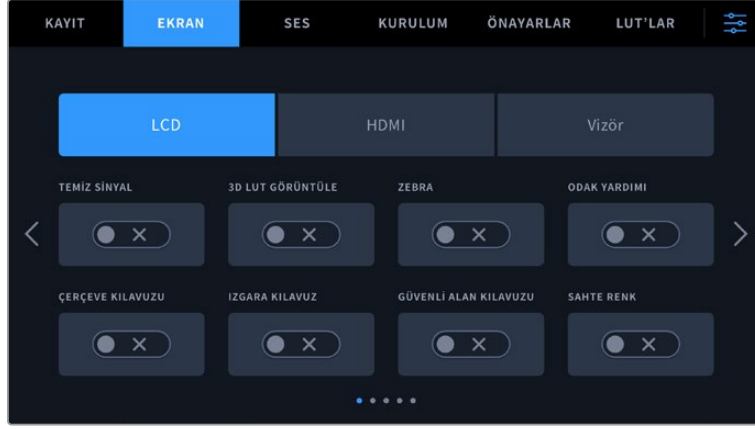 KAYIT EKRAN SES KURULUM ÖNAYARLAR LUT'LAR
LCD HDMI Vizör
TEMİZ SİNYAL 3D LUT GÖRÜNTÜLE ZEBRA ODAK YARDIMI
ÇERÇEVE KILAVUZU IZGARA KILAVUZ GÜVENLİ ALAN KILAVUZU SAHTE RENK